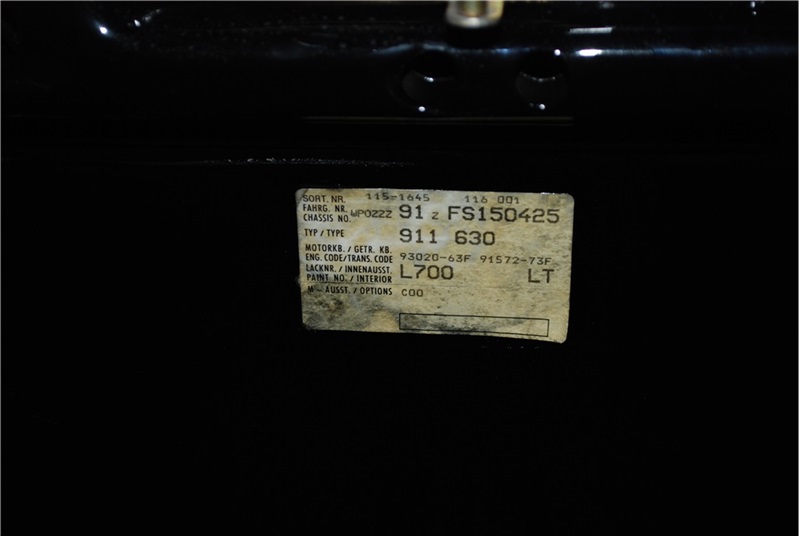 SORT. NR. 115-1645 116 001
FAHRG. NR.
CHASSIS NO. WPOZZZ 91 Z FS150425
TYP / TYPE 911 630
MOTORKB. / GETR. KB.
ENG. CODE/TRANS. CODE 93020-63F 91572-73F
LACKNR. / INNENAUSST. L700 LT
PAINT NO. / INTERIOR
M - AUSST. / OPTIONS C00